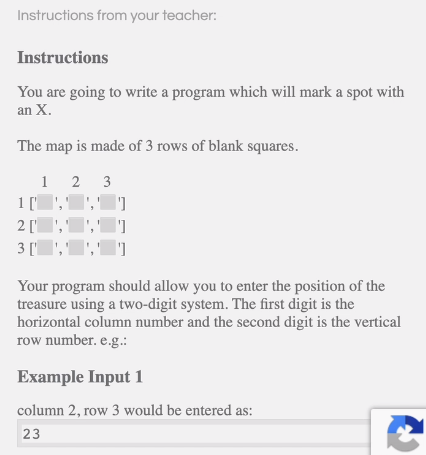 Instructions from your teacher:
Instructions
You are going to write a program which will mark a spot with
an X.
The map is made of 3 rows of blank squares.
1 2 3
1 ['⬜', '⬜', '⬜']
2 ['⬜', '⬜', '⬜']
3 ['⬜', '⬜', '⬜']
Your program should allow you to enter the position of the
treasure using a two-digit system. The first digit is the
horizontal column number and the second digit is the vertical
row number. e.g.:
Example Input 1
column 2, row 3 would be entered as:
23